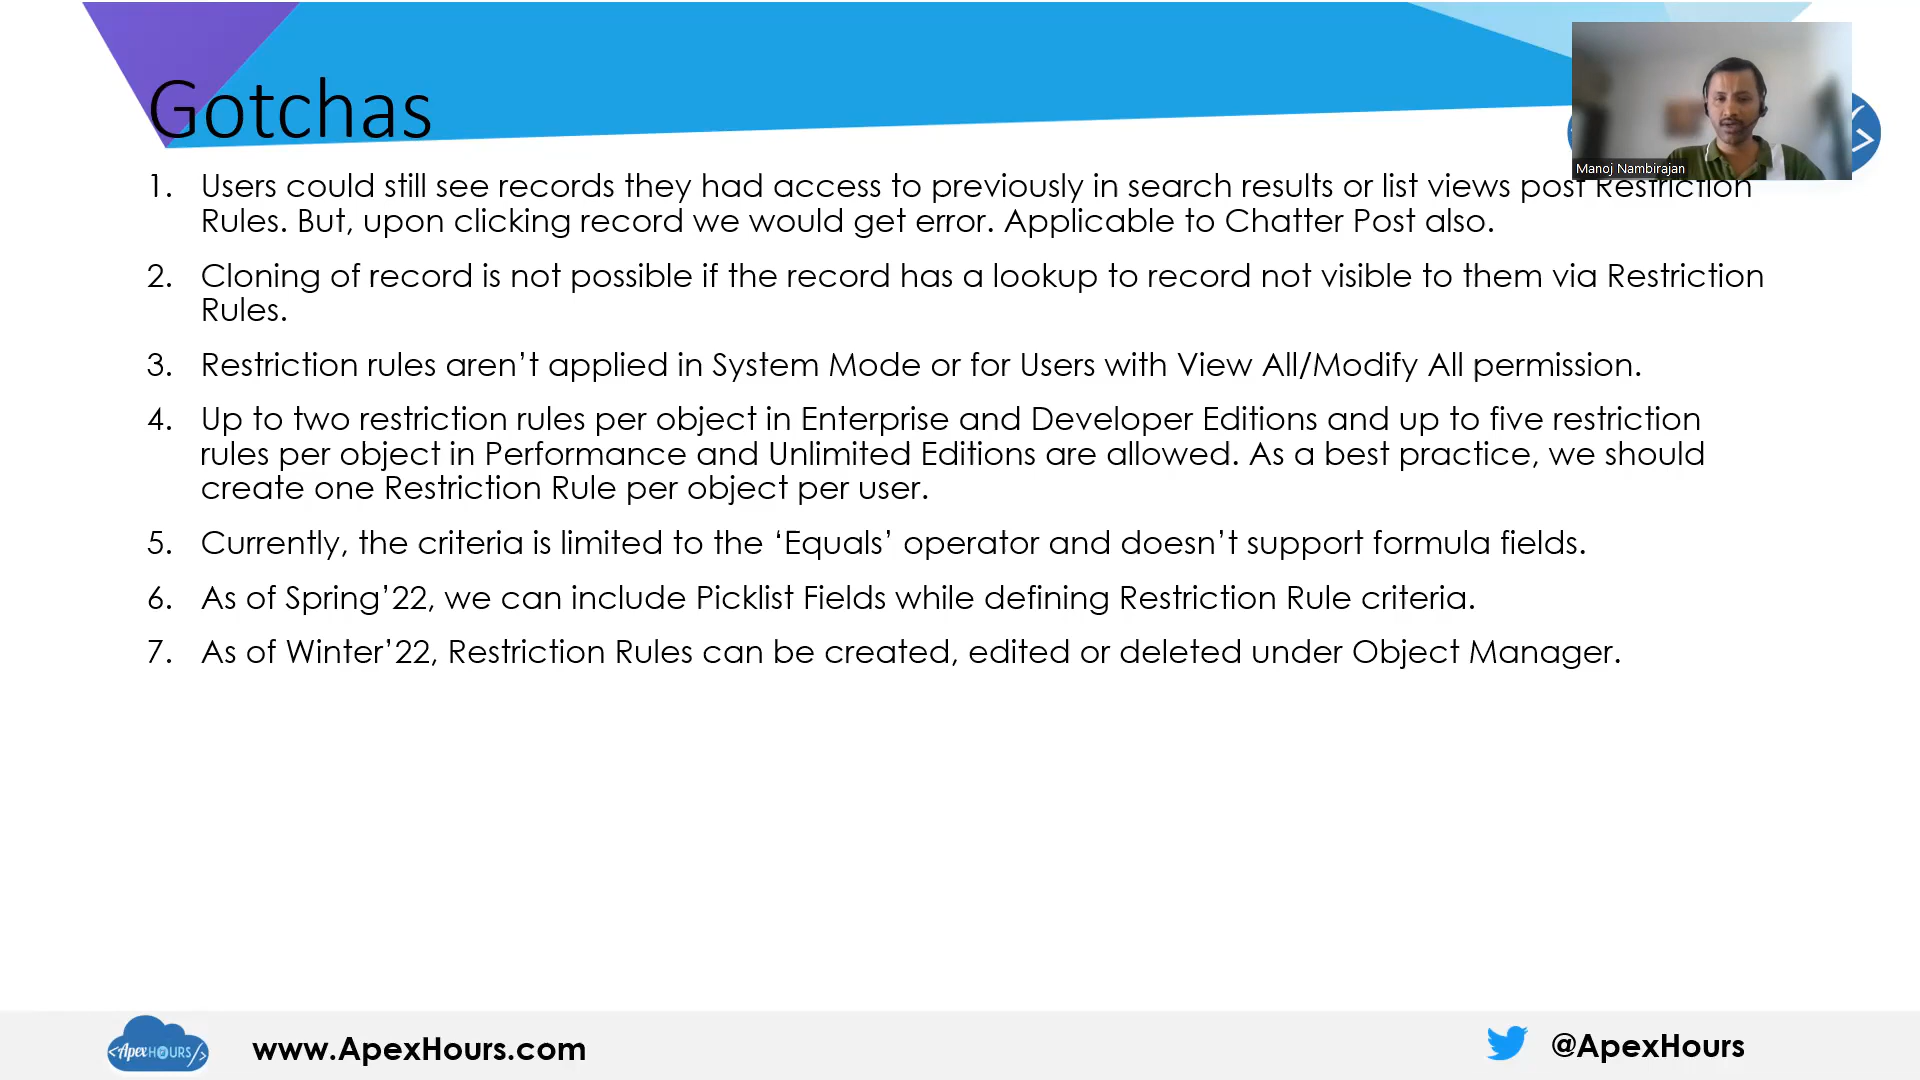 Gotchas
Manoj Nambirajan
1. Users could still see records they had access to previously in search results or list views post Restriction
Rules. But, upon clicking record we would get error. Applicable to Chatter Post also.
2. Cloning of record is not possible if the record has a lookup to record not visible to them via Restriction
Rules.
3. Restriction rules aren’t applied in System Mode or for Users with View All/Modify All permission.
4. Up to two restriction rules per object in Enterprise and Developer Editions and up to five restriction
rules per object in Performance and Unlimited Editions are allowed. As a best practice, we should
create one Restriction Rule per object per user.
5. Currently, the criteria is limited to the ‘Equals’ operator and doesn’t support formula fields.
6. As of Spring’22, we can include Picklist Fields while defining Restriction Rule criteria.
7. As of Winter’22, Restriction Rules can be created, edited or deleted under Object Manager.
<ApexHOURS/>
www.ApexHours.com
@ApexHours